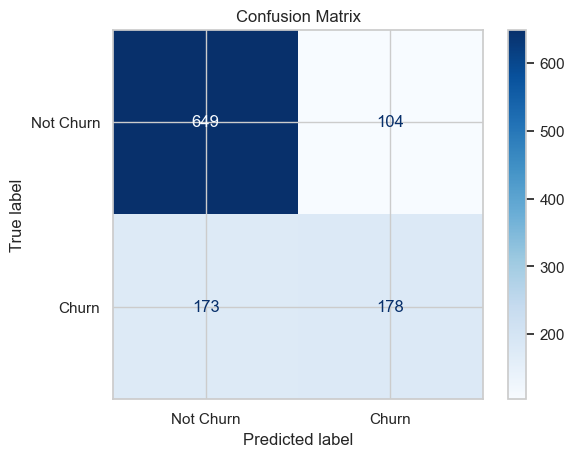 Confusion Matrix
True label
Not Churn
649
104
600
500
400
300
200
Churn
173
178
Not Churn
Churn
Predicted label